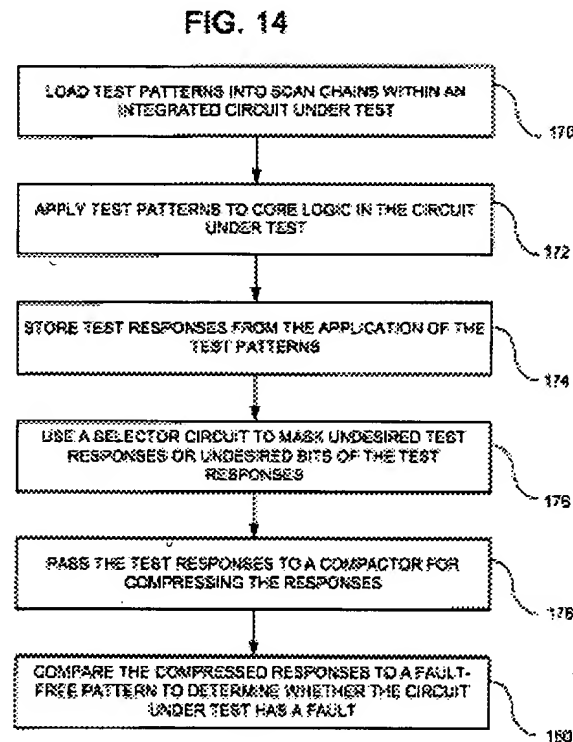 FIG. 14
LOAD TEST PATTERNS INTO SCAN CHAINS WITHIN AN
INTEGRATED CIRCUIT UNDER TEST
170
APPLY TEST PATTERNS TO CORE LOGIC IN THE CIRCUIT
UNDER TEST
172
STORE TEST RESPONSES FROM THE APPLICATION OF THE
TEST PATTERNS
174
USE A SELECTOR CIRCUIT TO MASK UNDESIRED TEST
RESPONSES OR UNDESIRED BITS OF THE TEST
RESPONSES
176
PASS THE TEST RESPONSES TO A COMPACTOR FOR
COMPRESSING THE RESPONSES
178
COMPARE THE COMPRESSED RESPONSES TO A FAULT-
FREE PATTERN TO DETERMINE WHETHER THE CIRCUIT
UNDER TEST HAS A FAULT
180